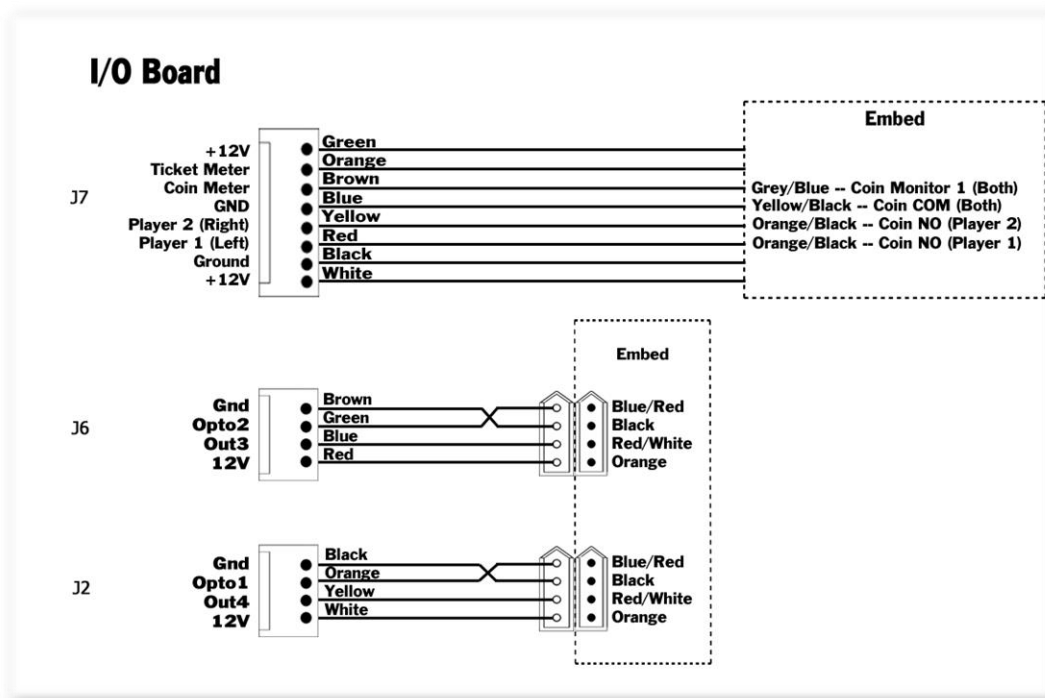 I/O Board
Embed
J7
+12V Green
Ticket Meter Orange
Coin Meter Brown Grey/Blue -- Coin Monitor 1 (Both)
GND Blue Yellow/Black -- Coin COM (Both)
Player 2 (Right) Yellow Orange/Black -- Coin NO (Player 2)
Player 1 (Left) Red Orange/Black -- Coin NO (Player 1)
Ground Black
+12V White
Embed
J6
Gnd Brown Blue/Red
Opto2 Green Black
Out3 Blue Red/White
12V Red Orange
J2
Gnd Black Blue/Red
Opto1 Orange Black
Out4 Yellow Red/White
12V White Orange